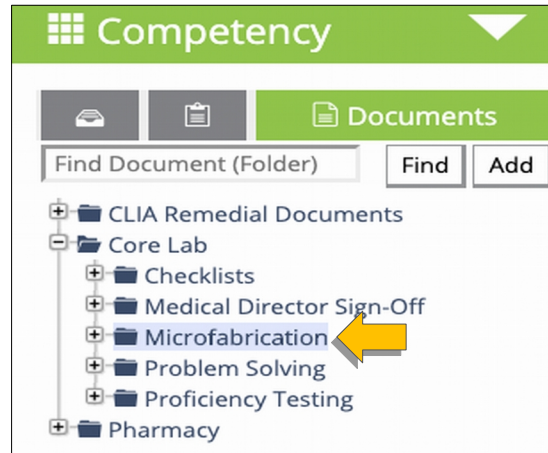 Competency
Documents
Find Document (Folder) Find Add
CLIA Remedial Documents
Core Lab
Checklists
Medical Director Sign-Off
Microfabrication
Problem Solving
Proficiency Testing
Pharmacy